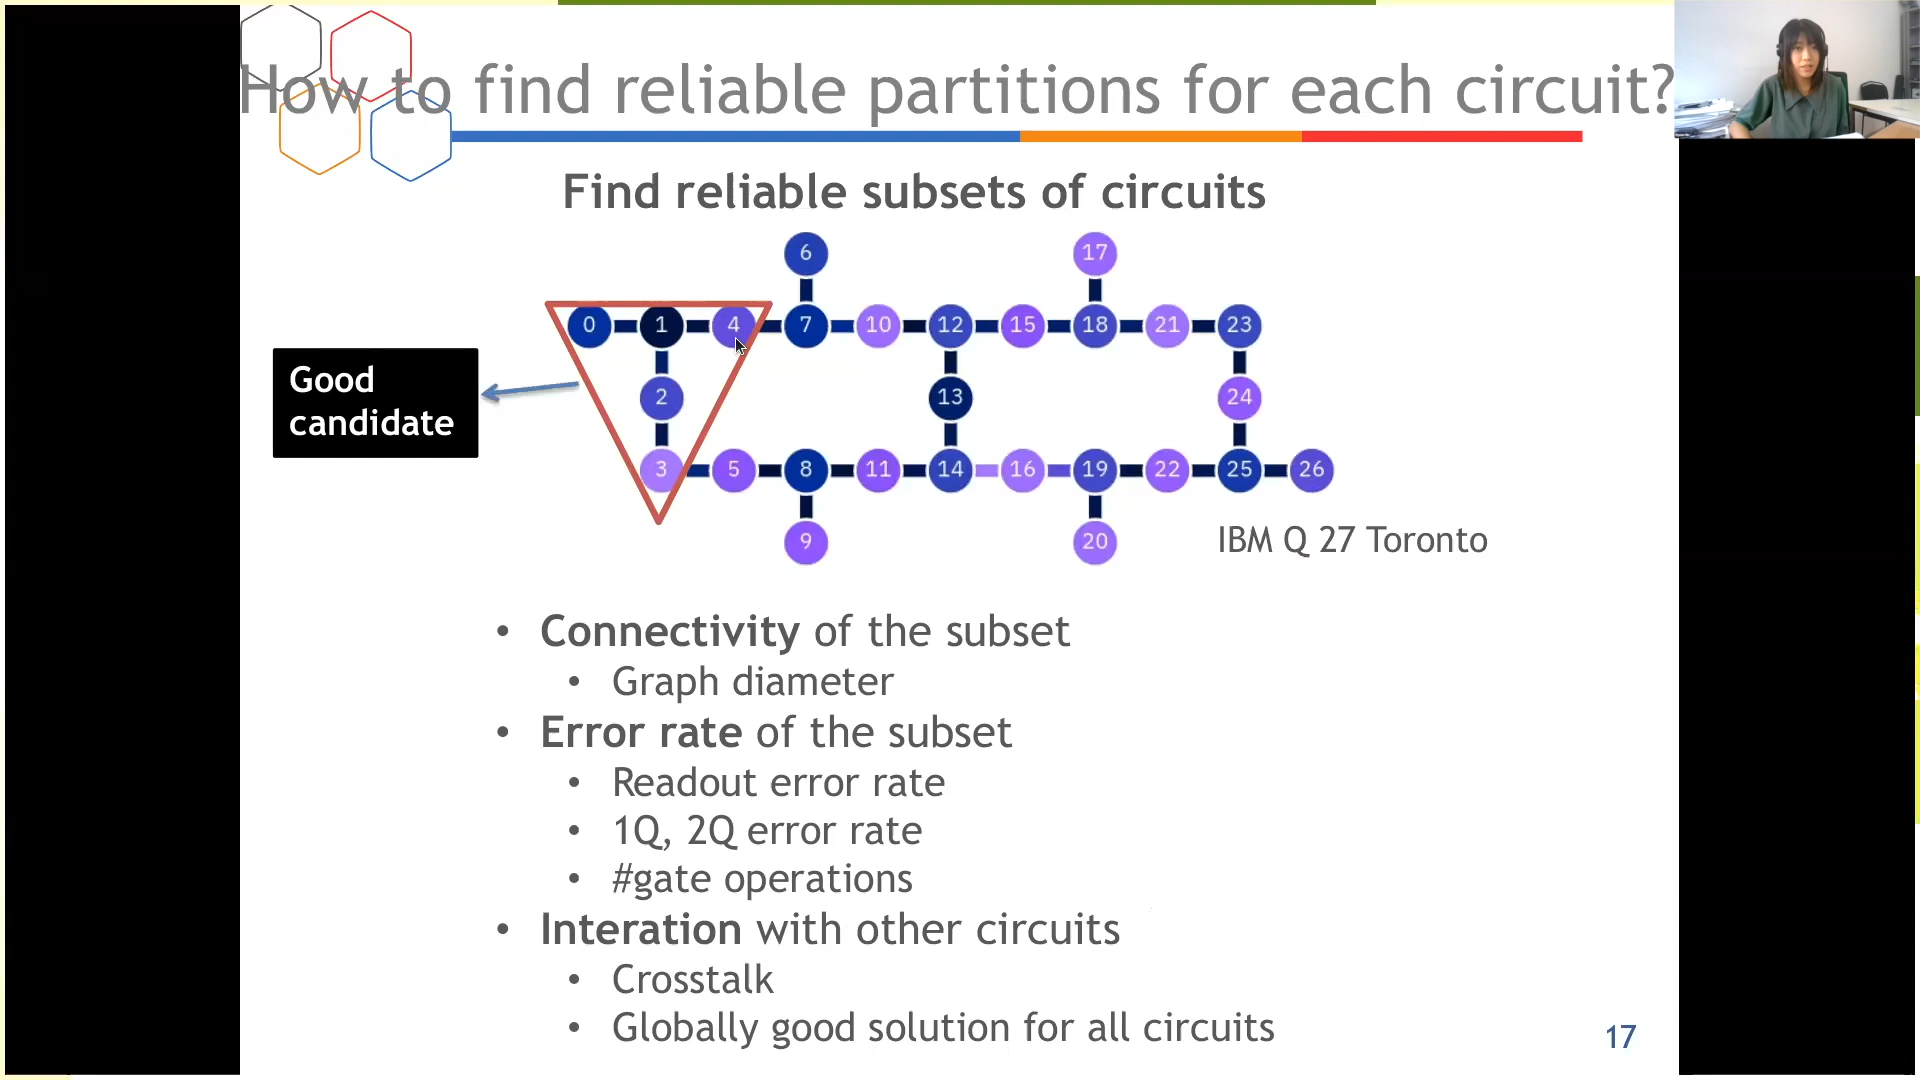 How to find reliable partitions for each circuit?
Find reliable subsets of circuits
6 17
0 1 4 7 10 12 15 18 21 23
Good
candidate
2 13 24
3 5 8 11 14 16 19 22 25 26
9 20
IBM Q 27 Toronto
• Connectivity of the subset
• Graph diameter
• Error rate of the subset
• Readout error rate
• 1Q, 2Q error rate
• #gate operations
• Interation with other circuits
• Crosstalk
• Globally good solution for all circuits
17